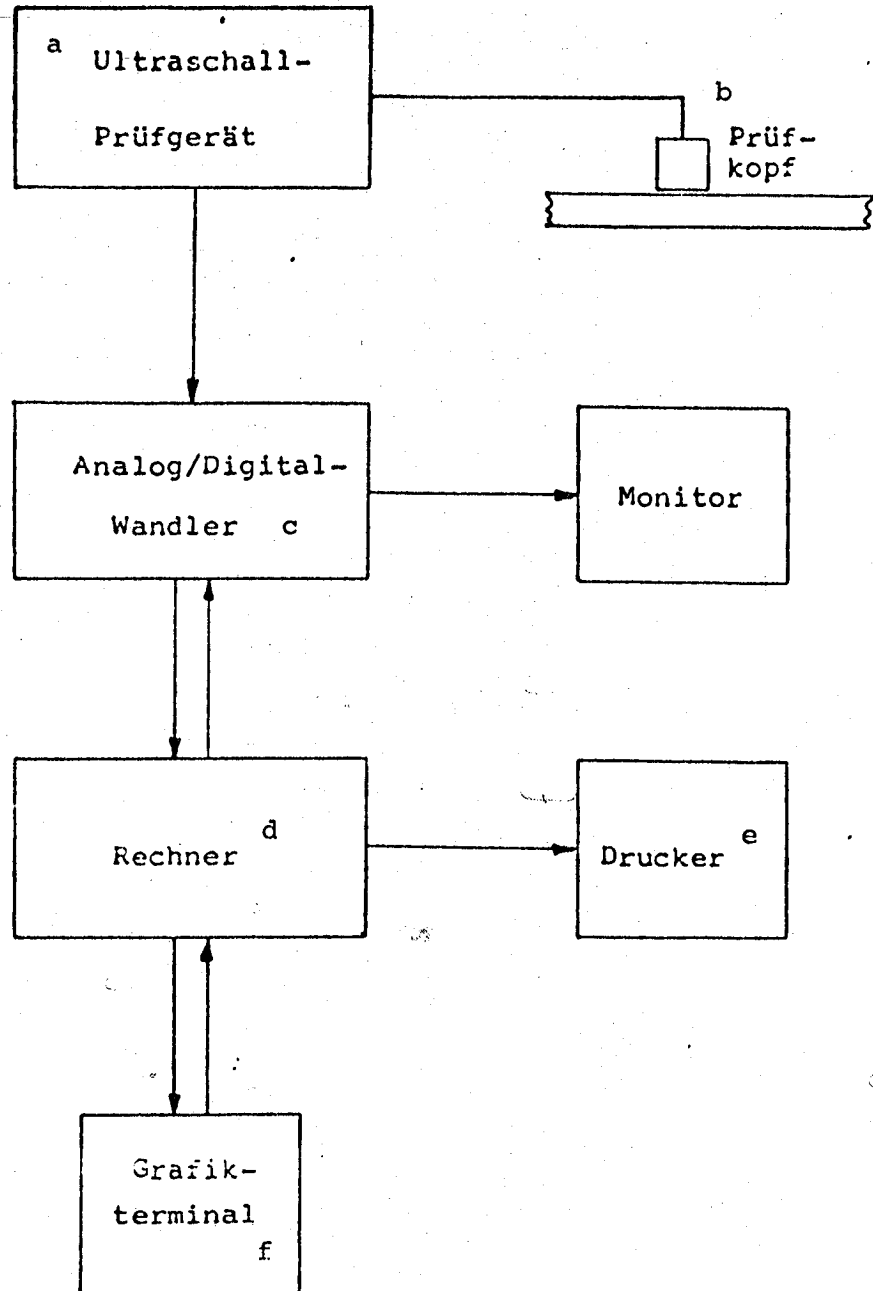 a
Ultraschall-
Prüfgerät
b
Prüf-
kopf
Analog/Digital-
Wandler c
Monitor
Rechner d
Drucker e
Grafik-
terminal
f